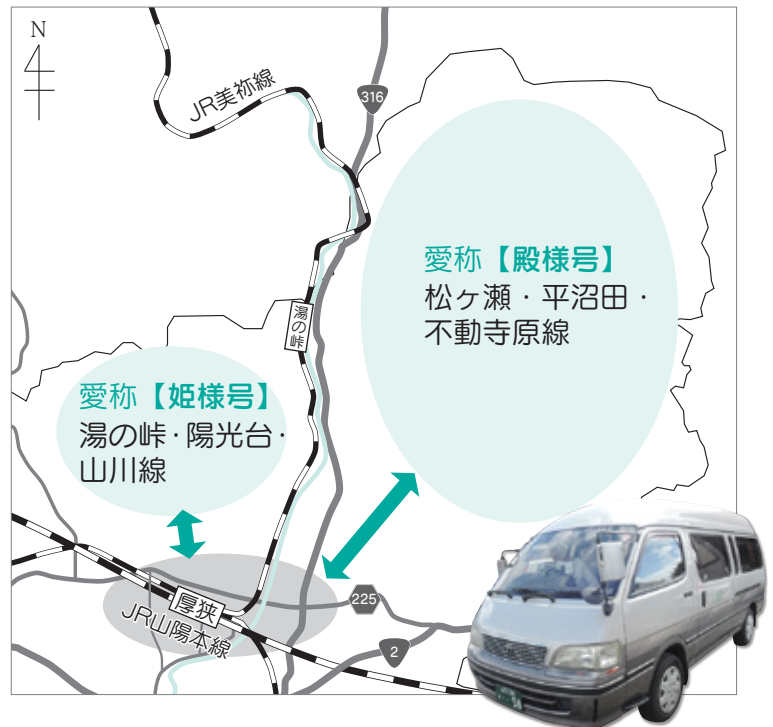 N
JR美祢線
316
愛称【殿様号】
松ヶ瀬・平沼田・
不動寺原線
湯の峠
愛称【姫様号】
湯の峠・陽光台・
山川線
厚狭
JR山陽本線
225
2